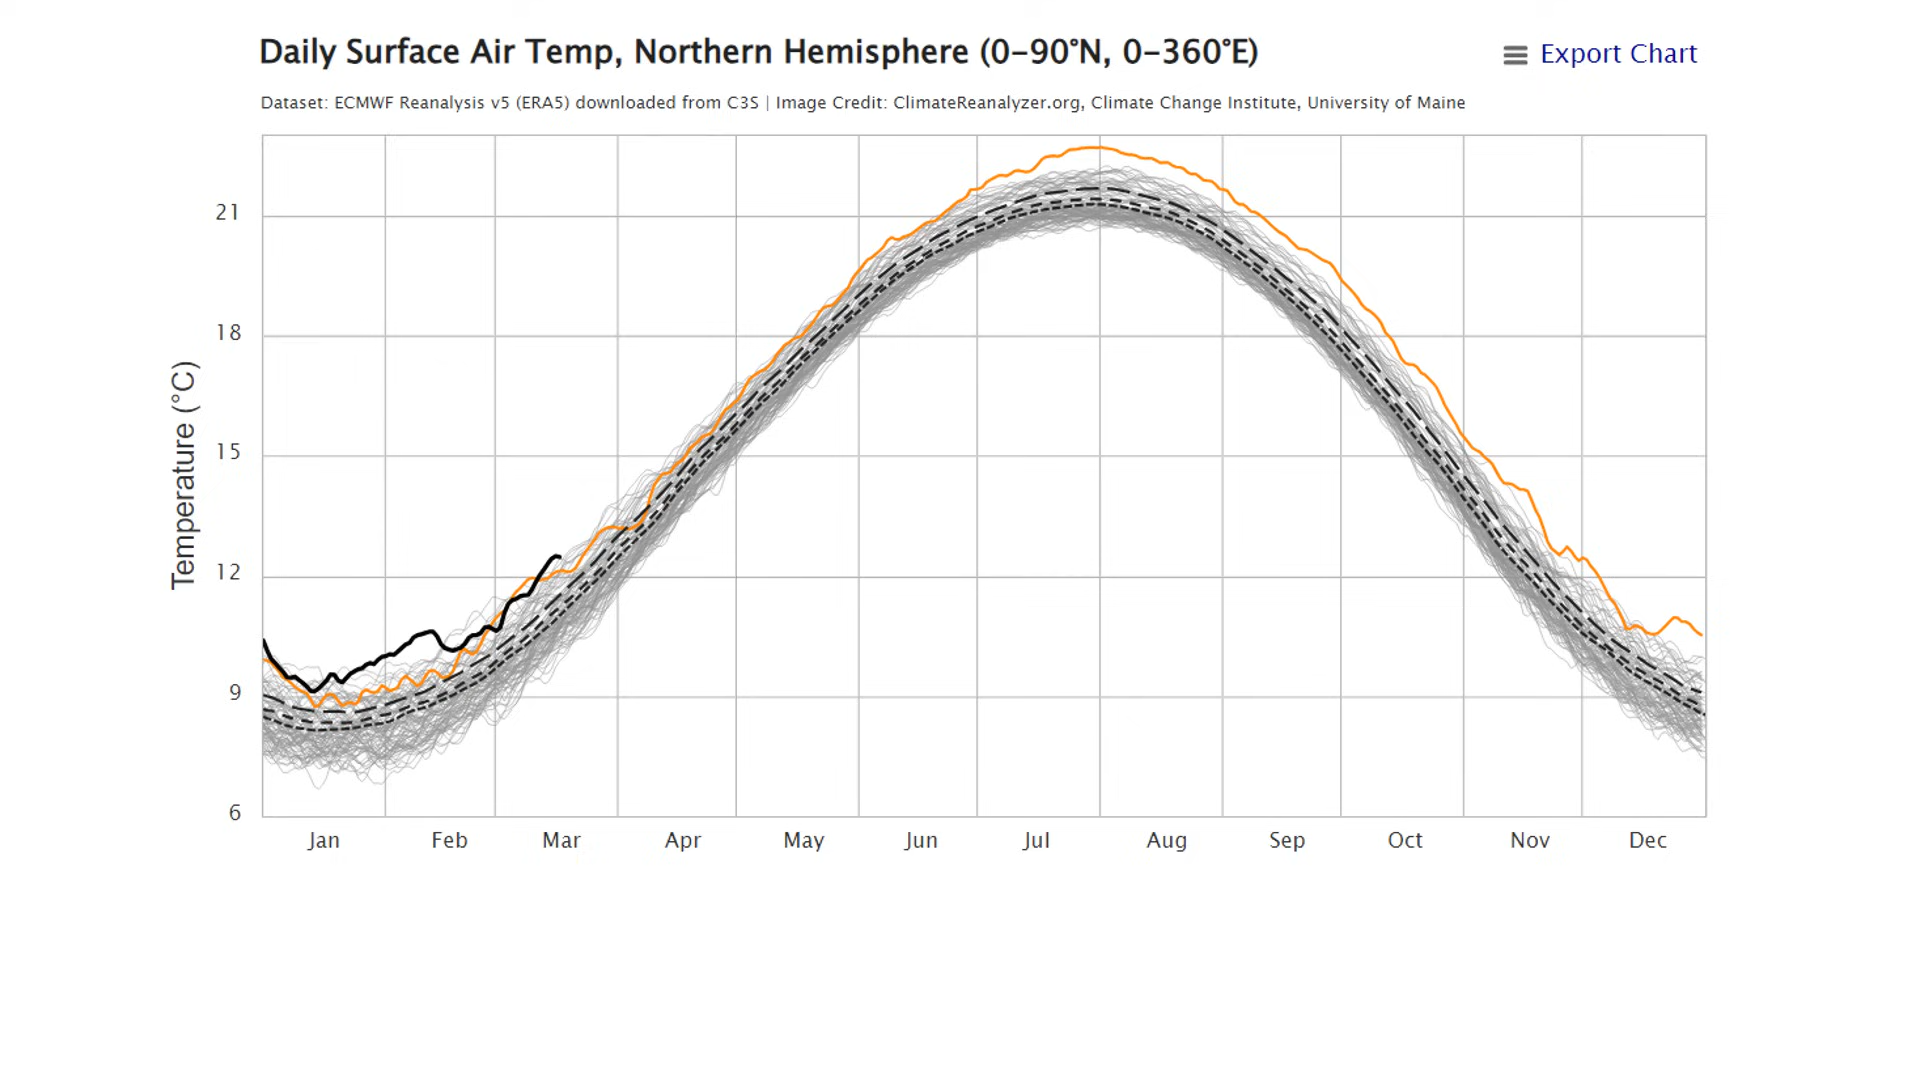 Daily Surface Air Temp, Northern Hemisphere (0–90°N, 0–360°E)
Export Chart
Dataset: ECMWF Reanalysis v5 (ERA5) downloaded from C3S | Image Credit: ClimateReanalyzer.org, Climate Change Institute, University of Maine
Temperature (°C)
21
18
15
12
9
6
Jan Feb Mar Apr May Jun Jul Aug Sep Oct Nov Dec